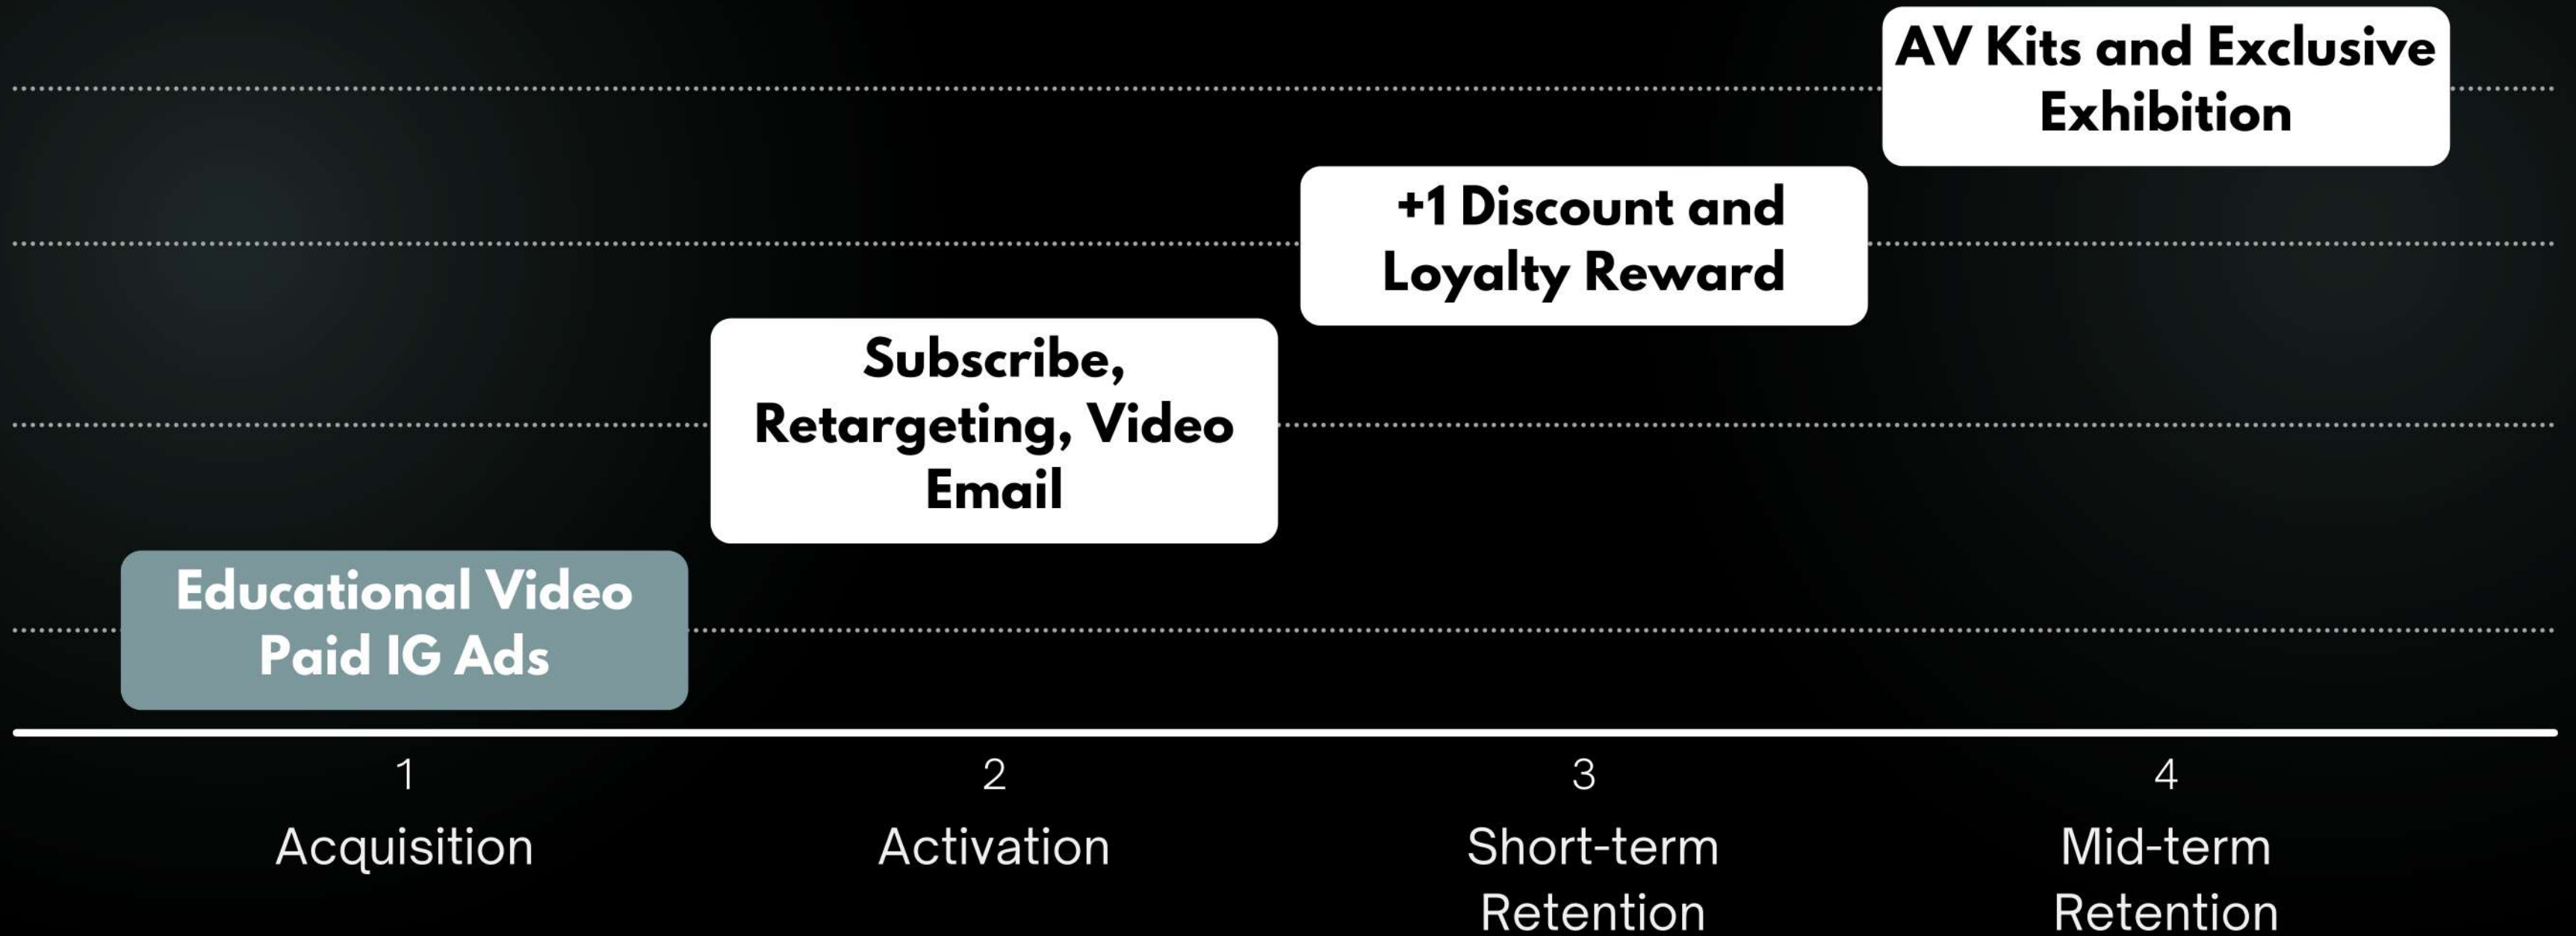 AV Kits and Exclusive
Exhibition
+1 Discount and
Loyalty Reward
Subscribe,
Retargeting, Video
Email
Educational Video
Paid IG Ads
1
2
3
4
Acquisition
Activation
Short-term
Retention
Mid-term
Retention